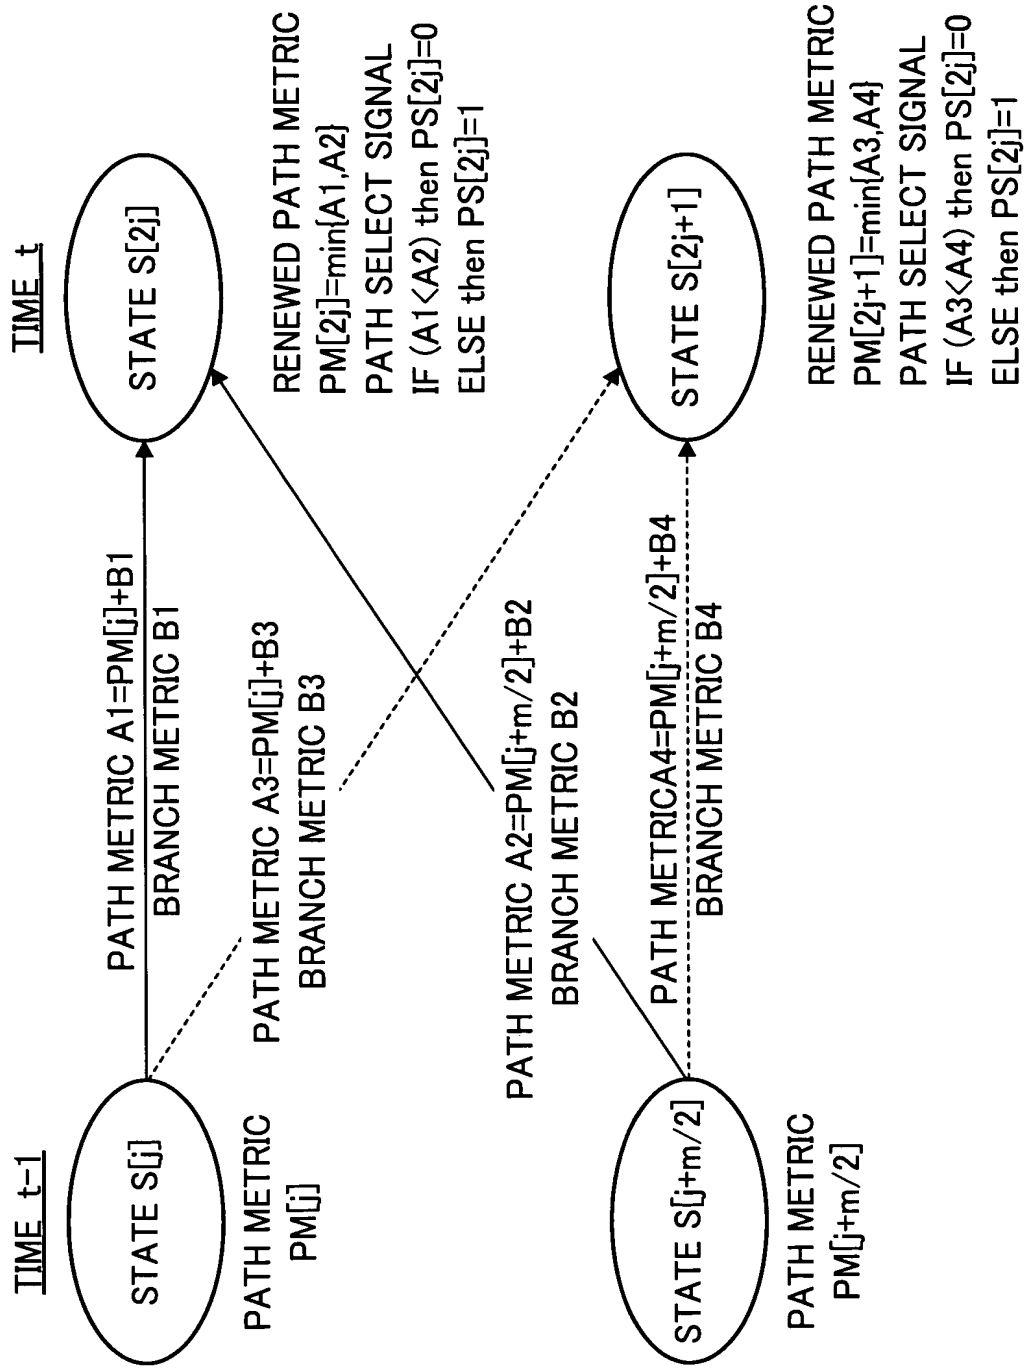 TIME t-1
TIME t
STATE S[j]
PATH METRIC
PM[j]
PATH METRIC A1=PM[j]+B1
BRANCH METRIC B1
PATH METRIC A3=PM[j]+B3
BRANCH METRIC B3
STATE S[2j]
RENEWED PATH METRIC
PM[2j]=min{A1,A2}
PATH SELECT SIGNAL
IF (A1<A2) then PS[2j]=0
ELSE then PS[2j]=1
PATH METRIC A2=PM[j+m/2]+B2
BRANCH METRIC B2
STATE S[j+m/2]
PATH METRIC
PM[j+m/2]
PATH METRICA4=PM[j+m/2]+B4
BRANCH METRIC B4
STATE S[2j+1]
RENEWED PATH METRIC
PM[2j+1]=min{A3,A4}
PATH SELECT SIGNAL
IF (A3<A4) then PS[2j]=0
ELSE then PS[2j]=1